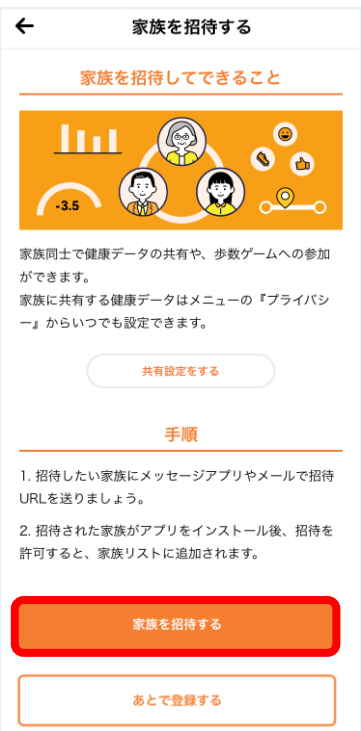 家族を招待する
家族を招待してできること
-3.5
家族同士で健康データの共有や、歩数ゲームへの参加
ができます。
家族に共有する健康データはメニューの『プライバシ
ー』からいつでも設定できます。
共有設定をする
手順
1. 招待したい家族にメッセージアプリやメールで招待
URLを送りましょう。
2. 招待された家族がアプリをインストール後、招待を
許可すると、家族リストに追加されます。
家族を招待する
あとで登録する